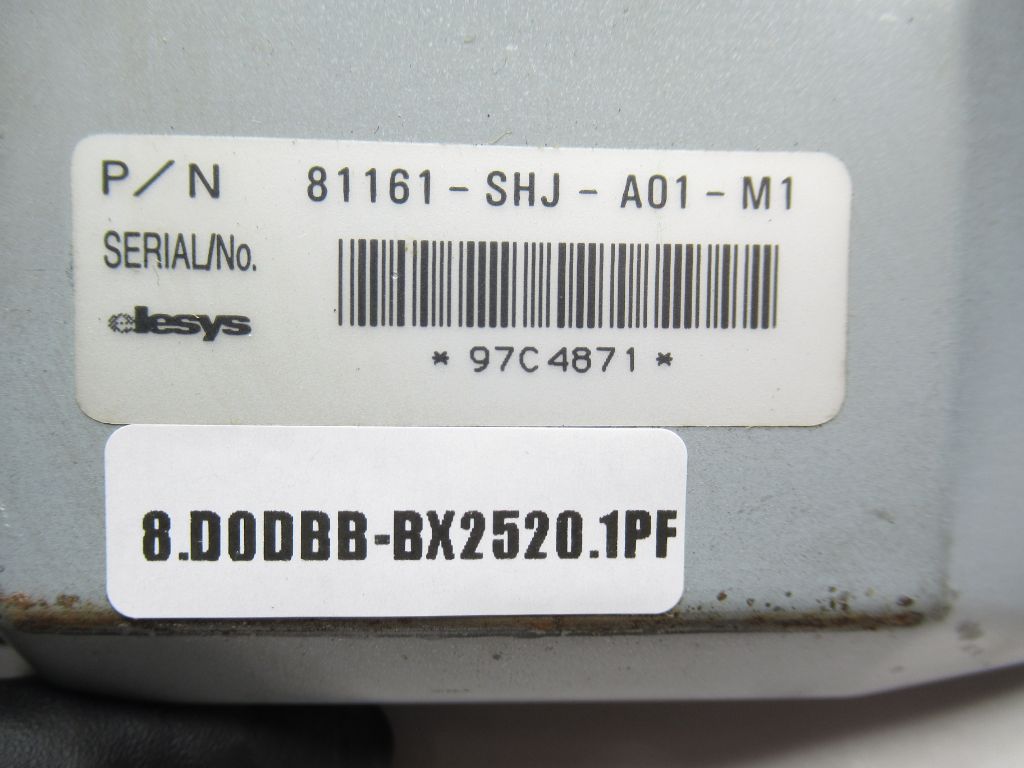 P/N 81161-SHJ-A01-M1
SERIAL/No.
elesys
*97C4871*
8.D0DBB-BX2520.1PF